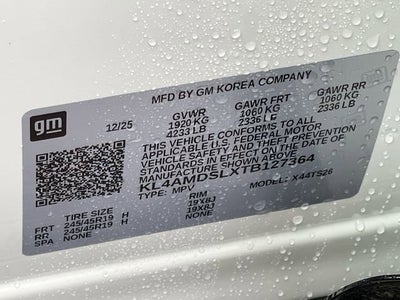 gm
MFD BY GM KOREA COMPANY
12/25 GVWR GAWR FRT GAWR RR
1920 KG 1060 KG 1060 KG
4233 LB 2336 LB 2336 LB
THIS VEHICLE CONFORMS TO ALL
APPLICABLE U.S. FEDERAL MOTOR
VEHICLE SAFETY AND THEFT PREVENTION
STANDARDS IN EFFECT ON THE DATE OF
MANUFACTURE SHOWN ABOVE
KL4AMDSLXTB127364
TYPE: MPV MODEL: X44TS26
TIRE SIZE RIM
FRT 245/45R19 H 19X8J
RR 245/45R19 H 19X8J
SPA NONE NONE